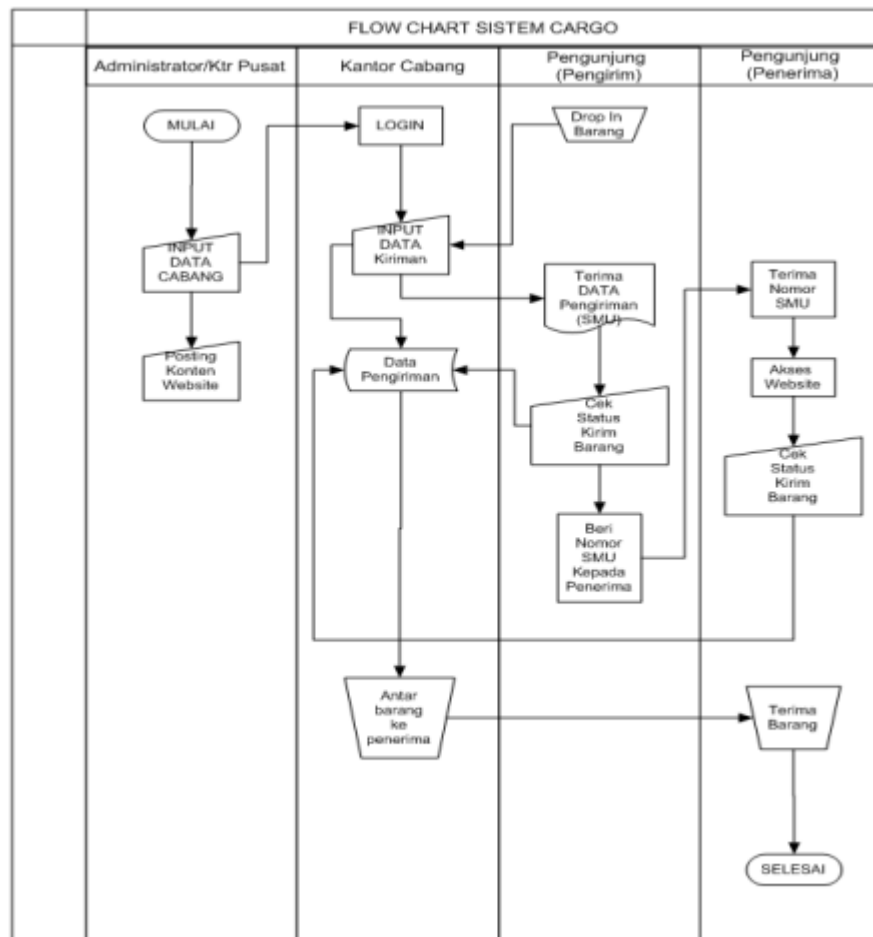 FLOW CHART SISTEM CARGO
Administrator/Ktr Pusat
Kantor Cabang
Pengunjung
(Pengirim)
Pengunjung
(Penerima)
MULAI
LOGIN
Drop In
Barang
INPUT
DATA
CABANG
INPUT
DATA
Kiriman
Terima
DATA
Pengiriman
(SMU)
Terima
Nomor
SMU
Posting
Konten
Website
Data
Pengiriman
Akses
Website
Cek
Status
Kirim
Barang
Cek
Status
Kirim
Barang
Beri
Nomor
SMU
Kepada
Penerima
Antar
barang
ke
penerima
Terima
Barang
SELESAI